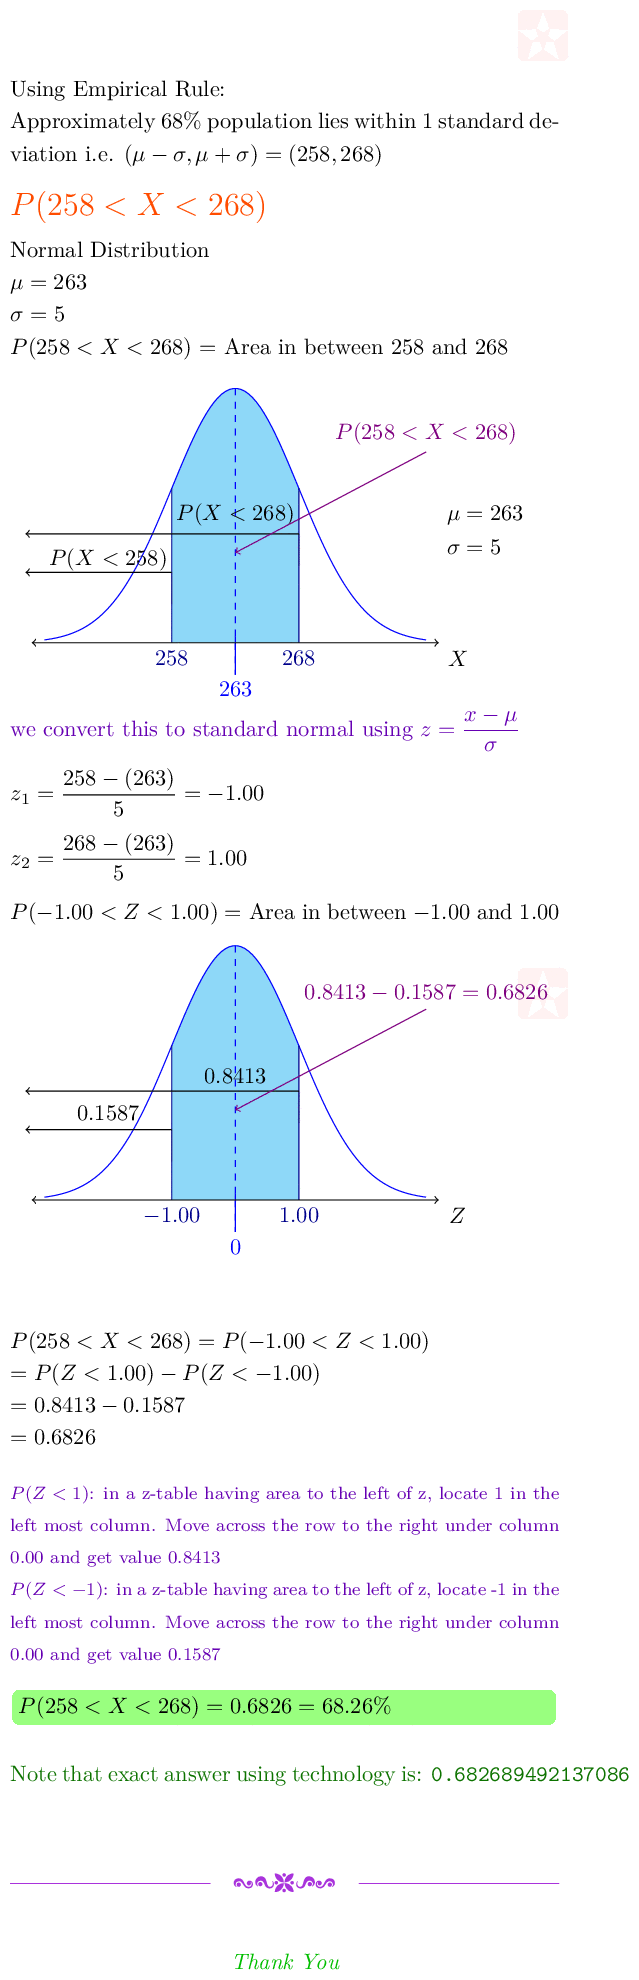 Using Empirical Rule:
Approximately 68% population lies within 1 standard de-
viation i.e. (μ − σ, μ + σ) = (258, 268)
P(258 < X < 268)
Normal Distribution
μ = 263
σ = 5
P(258 < X < 268) = Area in between 258 and 268
P(258 < X < 268)
P(X < 268)
μ = 263
P(X < 258)
σ = 5
258 268 X
263
we convert this to standard normal using z = (x − μ)/σ
z₁ = (258 − (263))/5 = −1.00
z₂ = (268 − (263))/5 = 1.00
P(−1.00 < Z < 1.00) = Area in between −1.00 and 1.00
0.8413 − 0.1587 = 0.6826
0.8413
0.1587
−1.00 1.00 Z
0
P(258 < X < 268) = P(−1.00 < Z < 1.00)
= P(Z < 1.00) − P(Z < −1.00)
= 0.8413 − 0.1587
= 0.6826
P(Z < 1): in a z-table having area to the left of z, locate 1 in the
left most column. Move across the row to the right under column
0.00 and get value 0.8413
P(Z < −1): in a z-table having area to the left of z, locate -1 in the
left most column. Move across the row to the right under column
0.00 and get value 0.1587
P(258 < X < 268) = 0.6826 = 68.26%
Note that exact answer using technology is: 0.682689492137086
Thank You